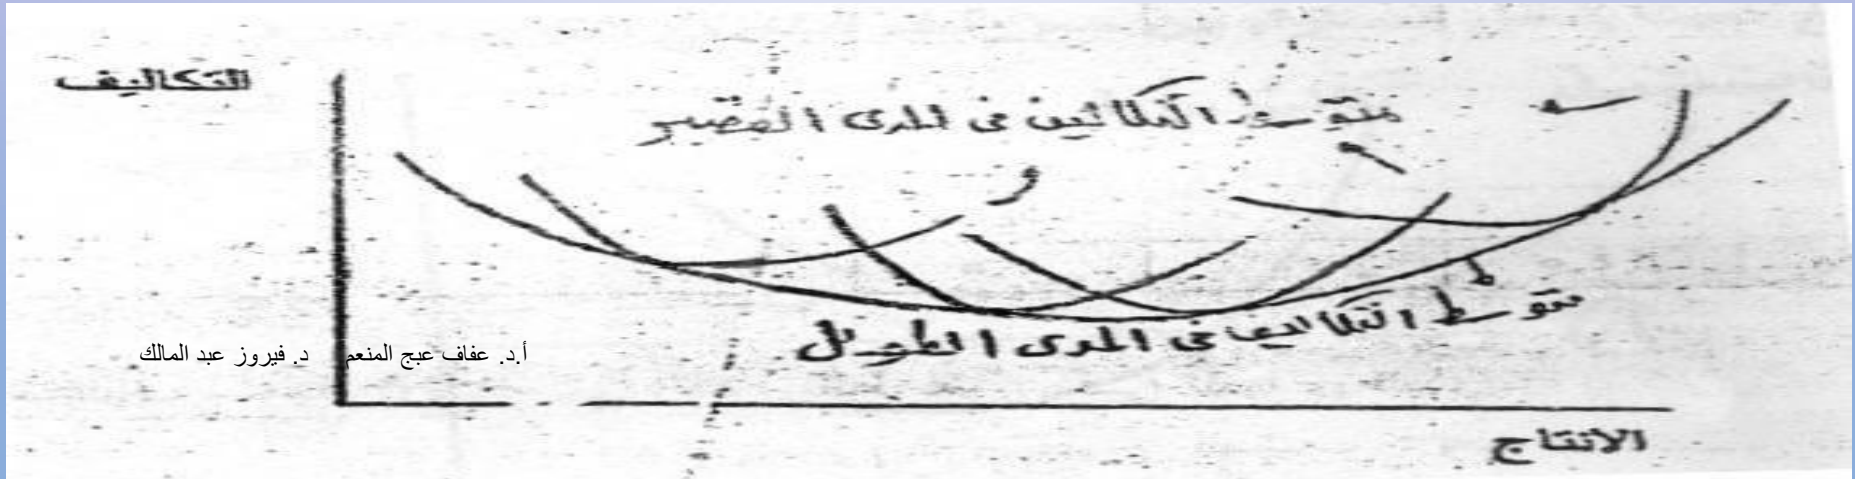 التكاليف
متوسط التكاليف فى المدى القصير
متوسط التكاليف فى المدى الطويل
أ.د. عفاف عبج المنعم د. فيروز عبد المالك
الانتاج